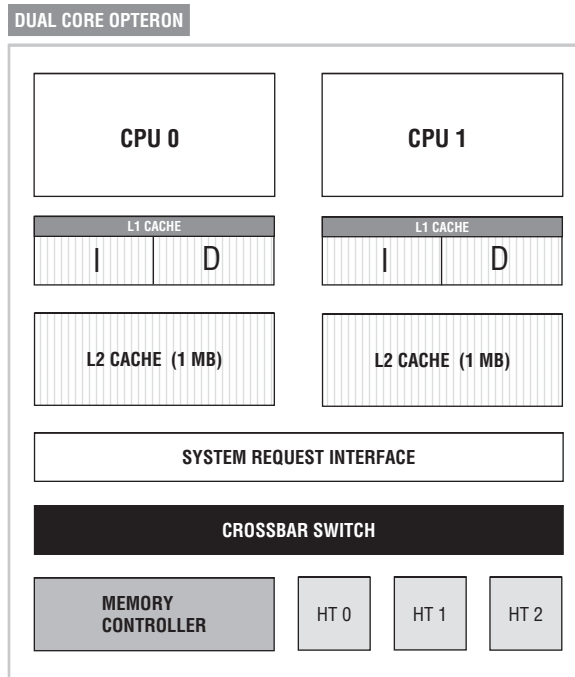 DUAL CORE OPTERON
CPU 0
CPU 1
L1 CACHE
L1 CACHE
I
D
I
D
L2 CACHE (1 MB)
L2 CACHE (1 MB)
SYSTEM REQUEST INTERFACE
CROSSBAR SWITCH
MEMORY
CONTROLLER
HT 0
HT 1
HT 2